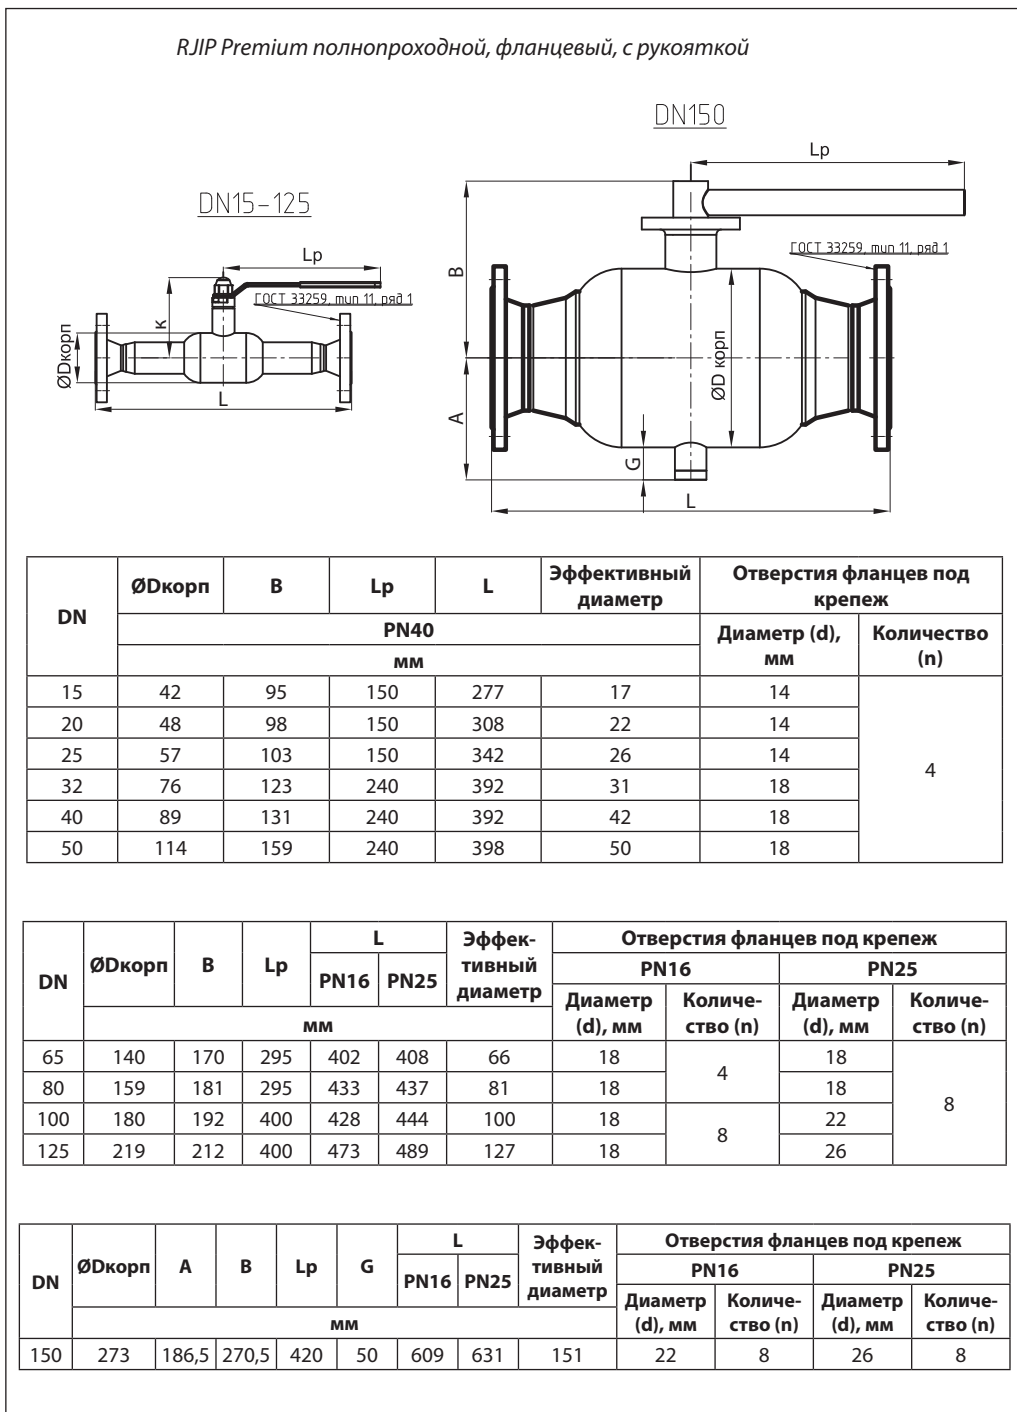 RJIP Premium полнопроходной, фланцевый, с рукояткой
DN150
Lp
DN15-125
Lp
ГОСТ 33259, тип 11, ряд 1
B
ГОСТ 33259, тип 11, ряд 1
к
ØDкорп
ØD корп
L
A
G
L
DN ØDкорп B Lp L Эффективный диаметр Отверстия фланцев под крепеж
PN40 Диаметр (d), мм Количество (n)
мм
15 42 95 150 277 17 14 4
20 48 98 150 308 22 14
25 57 103 150 342 26 14
32 76 123 240 392 31 18
40 89 131 240 392 42 18
50 114 159 240 398 50 18
DN ØDкорп B Lp L Эффек-тивный диаметр Отверстия фланцев под крепеж
PN16 PN25 PN16 PN25
мм Диаметр (d), мм Количе-ство (n) Диаметр (d), мм Количе-ство (n)
65 140 170 295 402 408 66 18 4 18 8
80 159 181 295 433 437 81 18 18
100 180 192 400 428 444 100 18 8 22
125 219 212 400 473 489 127 18 26
DN ØDкорп A B Lp G L Эффек-тивный диаметр Отверстия фланцев под крепеж
PN16 PN25 PN16 PN25
мм Диаметр (d), мм Количе-ство (n) Диаметр (d), мм Количе-ство (n)
150 273 186,5 270,5 420 50 609 631 151 22 8 26 8